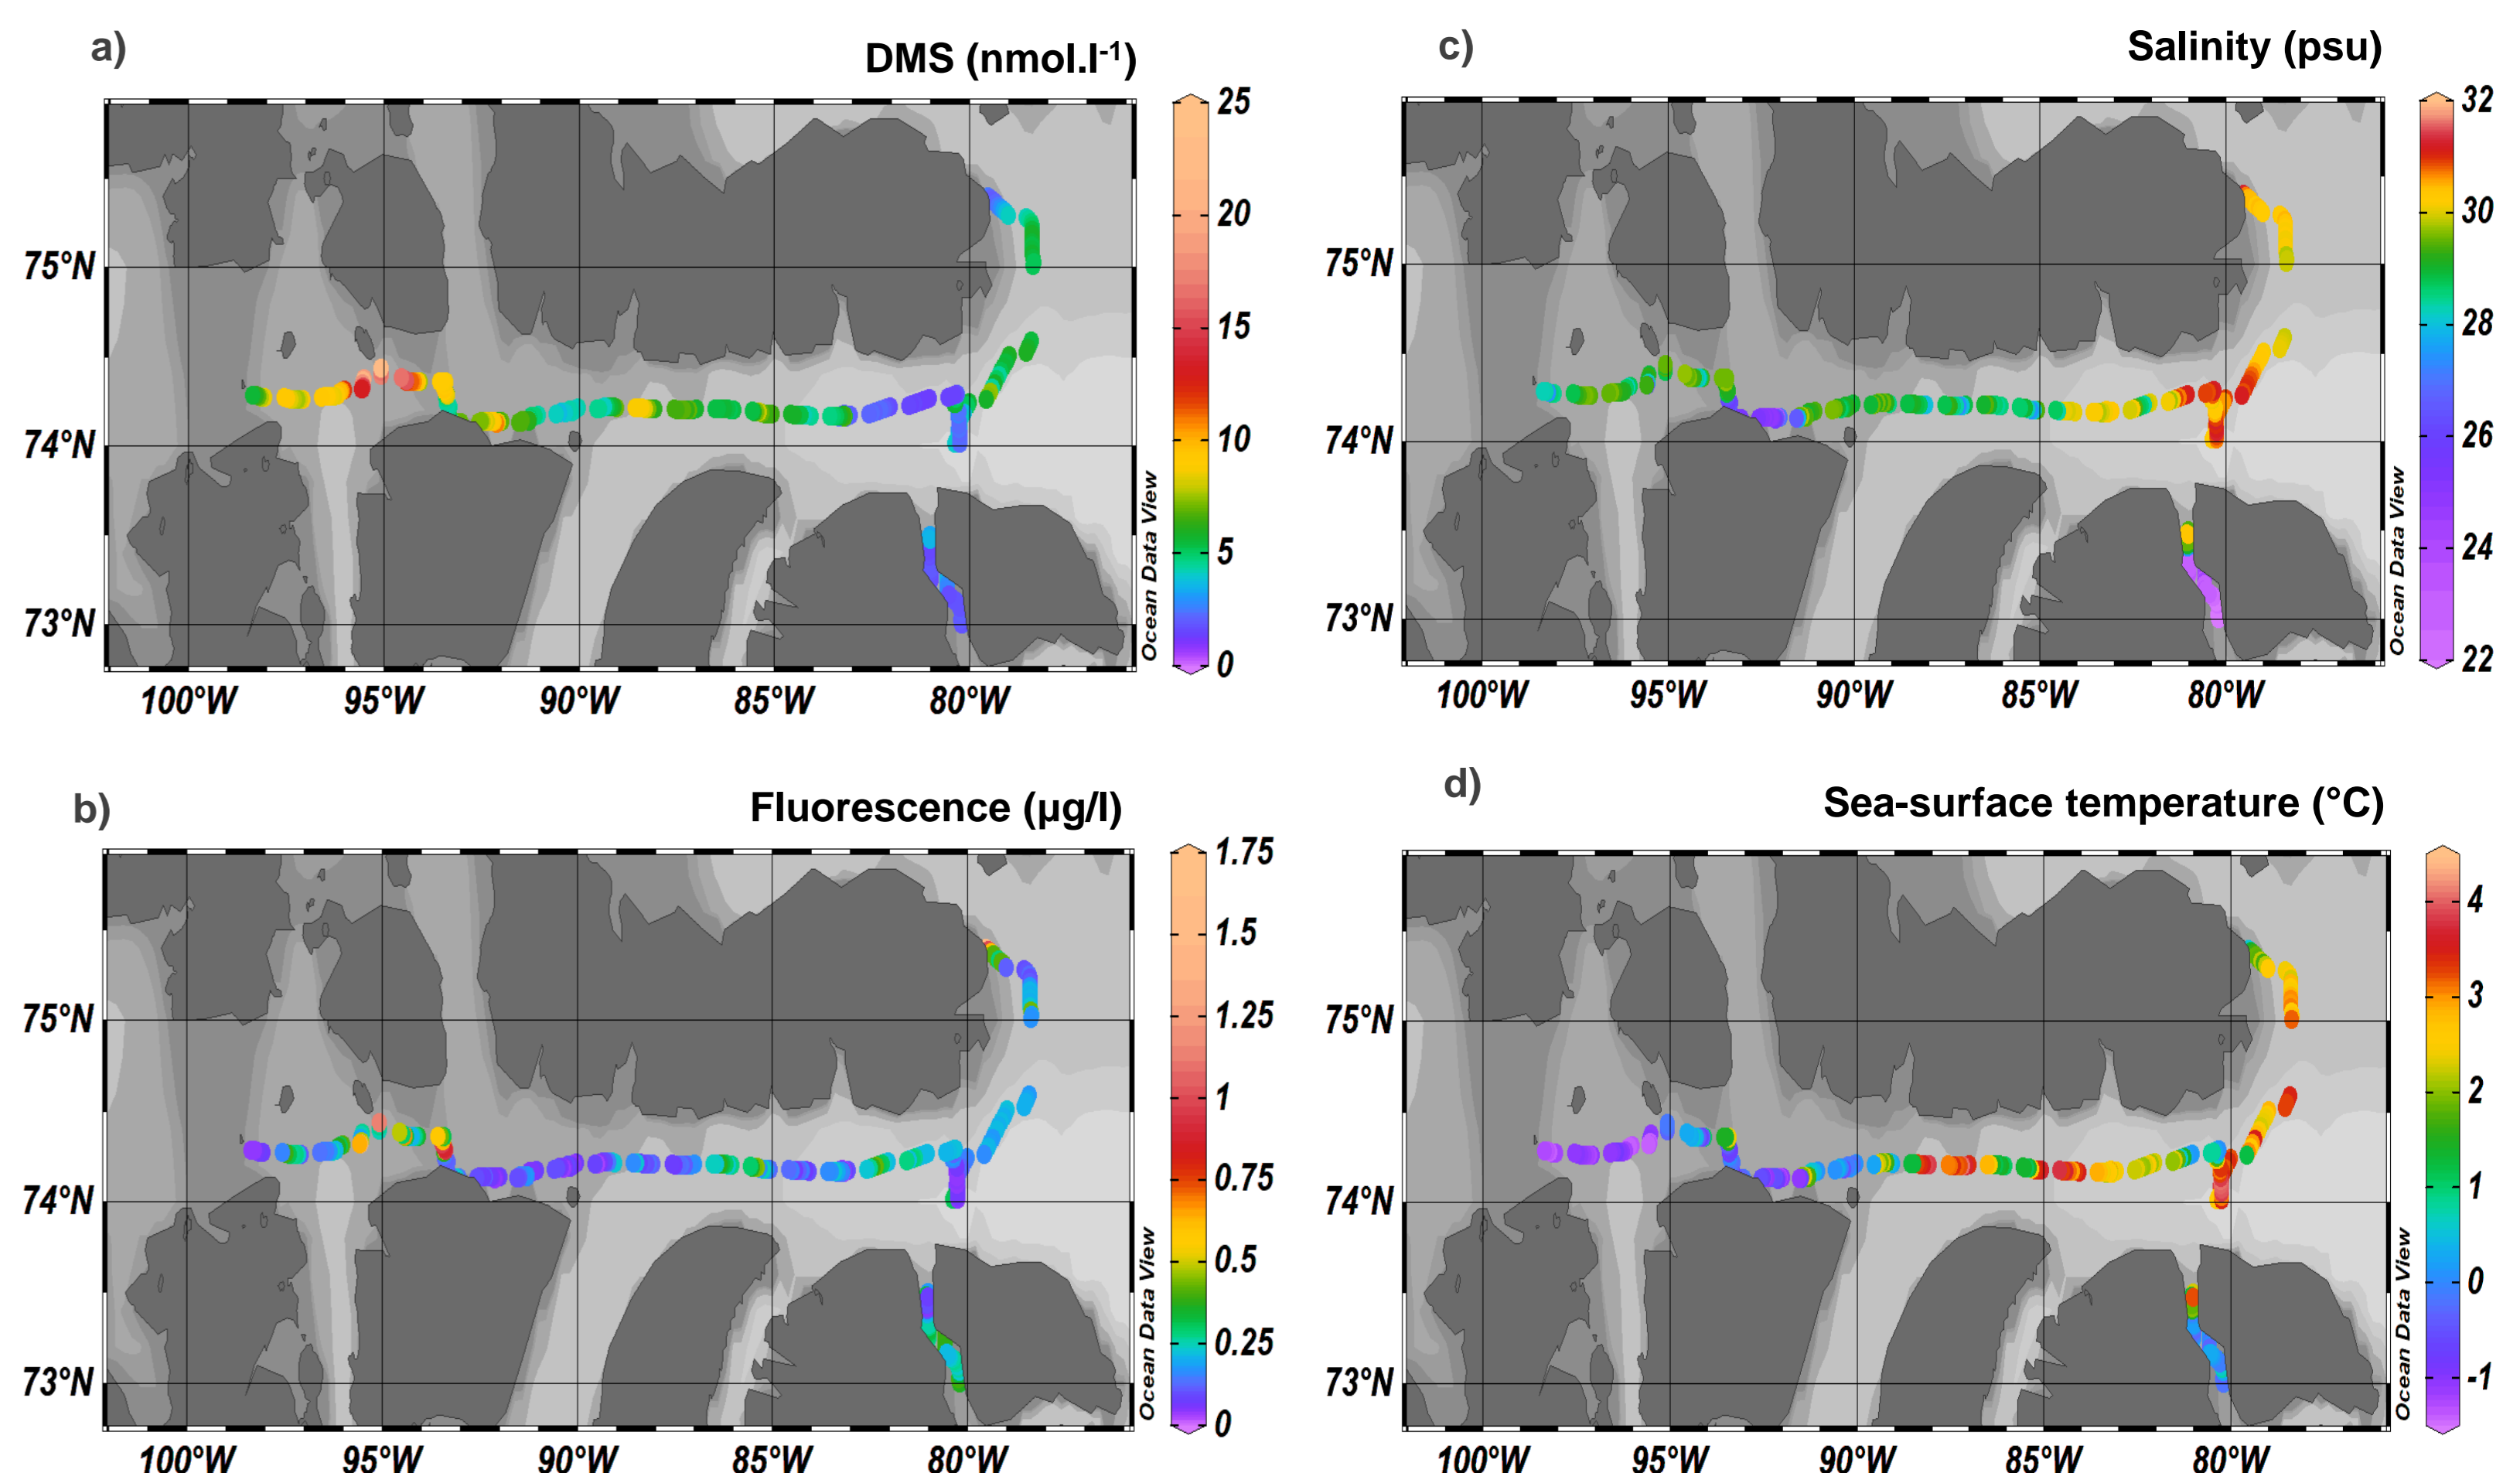 a)
DMS (nmol.l-1)
25
20
15
10
5
0
75°N
74°N
73°N
100°W 95°W 90°W 85°W 80°W
Ocean Data View
c)
Salinity (psu)
32
30
28
26
24
22
75°N
74°N
73°N
100°W 95°W 90°W 85°W 80°W
Ocean Data View
b)
Fluorescence (µg/l)
1.75
1.5
1.25
1
0.75
0.5
0.25
0
75°N
74°N
73°N
100°W 95°W 90°W 85°W 80°W
Ocean Data View
d)
Sea-surface temperature (°C)
4
3
2
1
0
-1
75°N
74°N
73°N
100°W 95°W 90°W 85°W 80°W
Ocean Data View